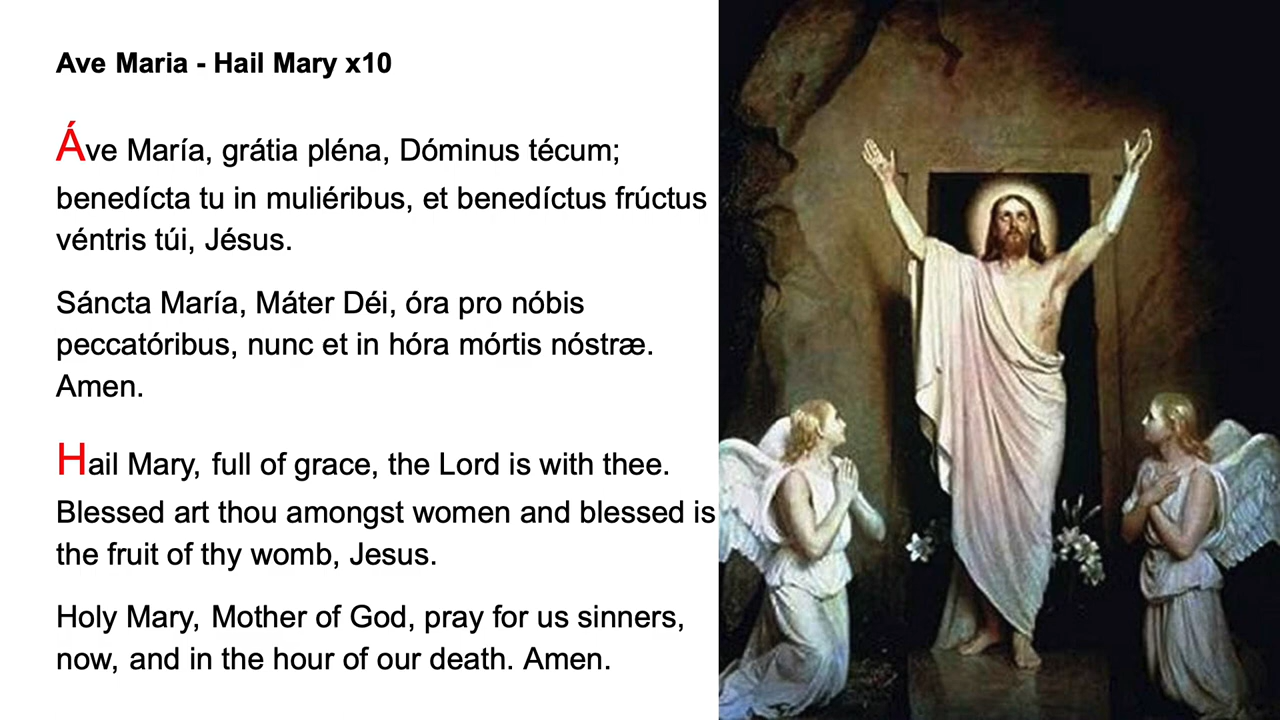 Ave Maria - Hail Mary x10
Áve María, grátia pléna, Dóminus técum;
benedícta tu in muliéribus, et benedíctus frúctus
véntris túi, Jésus.
Sáncta María, Máter Déi, óra pro nóbis
peccatóribus, nunc et in hóra mórtis nóstræ.
Amen.
Hail Mary, full of grace, the Lord is with thee.
Blessed art thou amongst women and blessed is
the fruit of thy womb, Jesus.
Holy Mary, Mother of God, pray for us sinners,
now, and in the hour of our death. Amen.